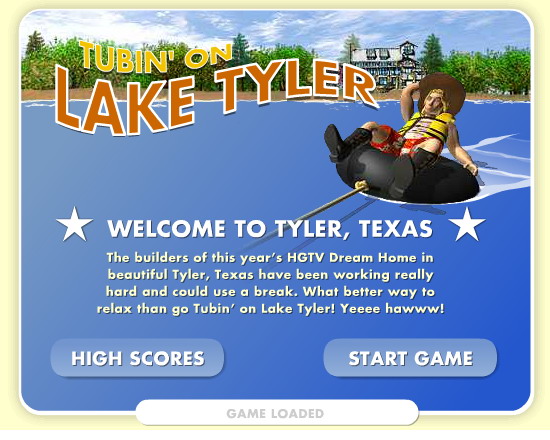 TUBIN' ON
LAKE TYLER
WELCOME TO TYLER, TEXAS
The builders of this year's HGTV Dream Home in
beautiful Tyler, Texas have been working really
hard and could use a break. What better way to
relax than go Tubin' on Lake Tyler! Yeeee hawww!
HIGH SCORES
START GAME
GAME LOADED